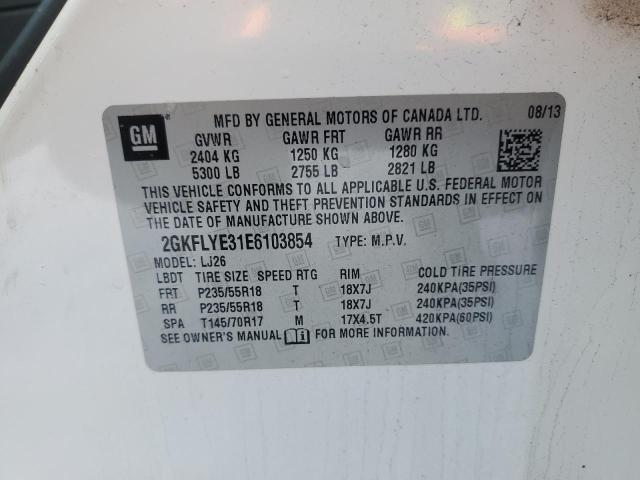 MFD BY GENERAL MOTORS OF CANADA LTD. 08/13
GM
GVWR GAWR FRT GAWR RR
2404 KG 1250 KG 1280 KG
5300 LB 2755 LB 2821 LB
THIS VEHICLE CONFORMS TO ALL APPLICABLE U.S. FEDERAL MOTOR
VEHICLE SAFETY AND THEFT PREVENTION STANDARDS IN EFFECT ON
THE DATE OF MANUFACTURE SHOWN ABOVE.
2GKFLYE31E6103854 TYPE: M.P.V.
MODEL: LJ26
LBDT TIRE SIZE SPEED RTG RIM COLD TIRE PRESSURE
FRT P235/55R18 T 18X7J 240KPA(35PSI)
RR P235/55R18 T 18X7J 240KPA(35PSI)
SPA T145/70R17 M 17X4.5T 420KPA(60PSI)
SEE OWNER'S MANUAL FOR MORE INFORMATION.